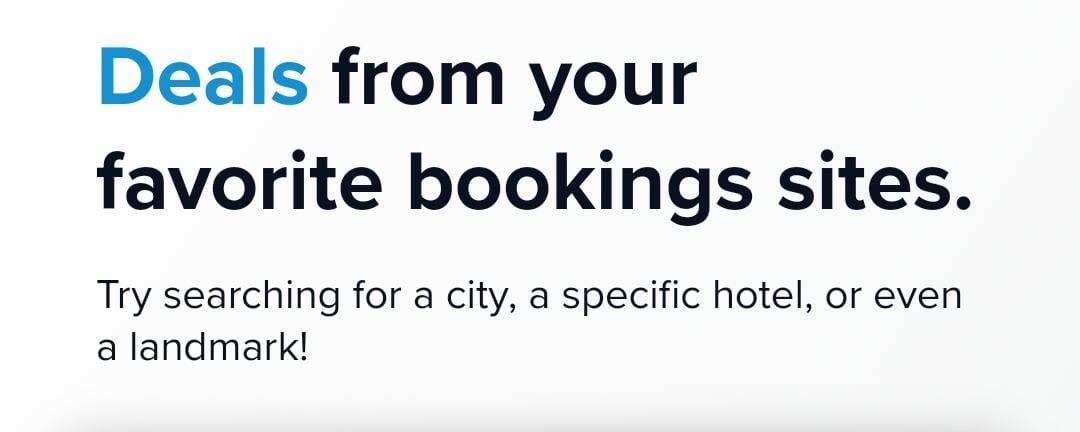 Deals from your
favorite bookings sites.
Try searching for a city, a specific hotel, or even
a landmark!